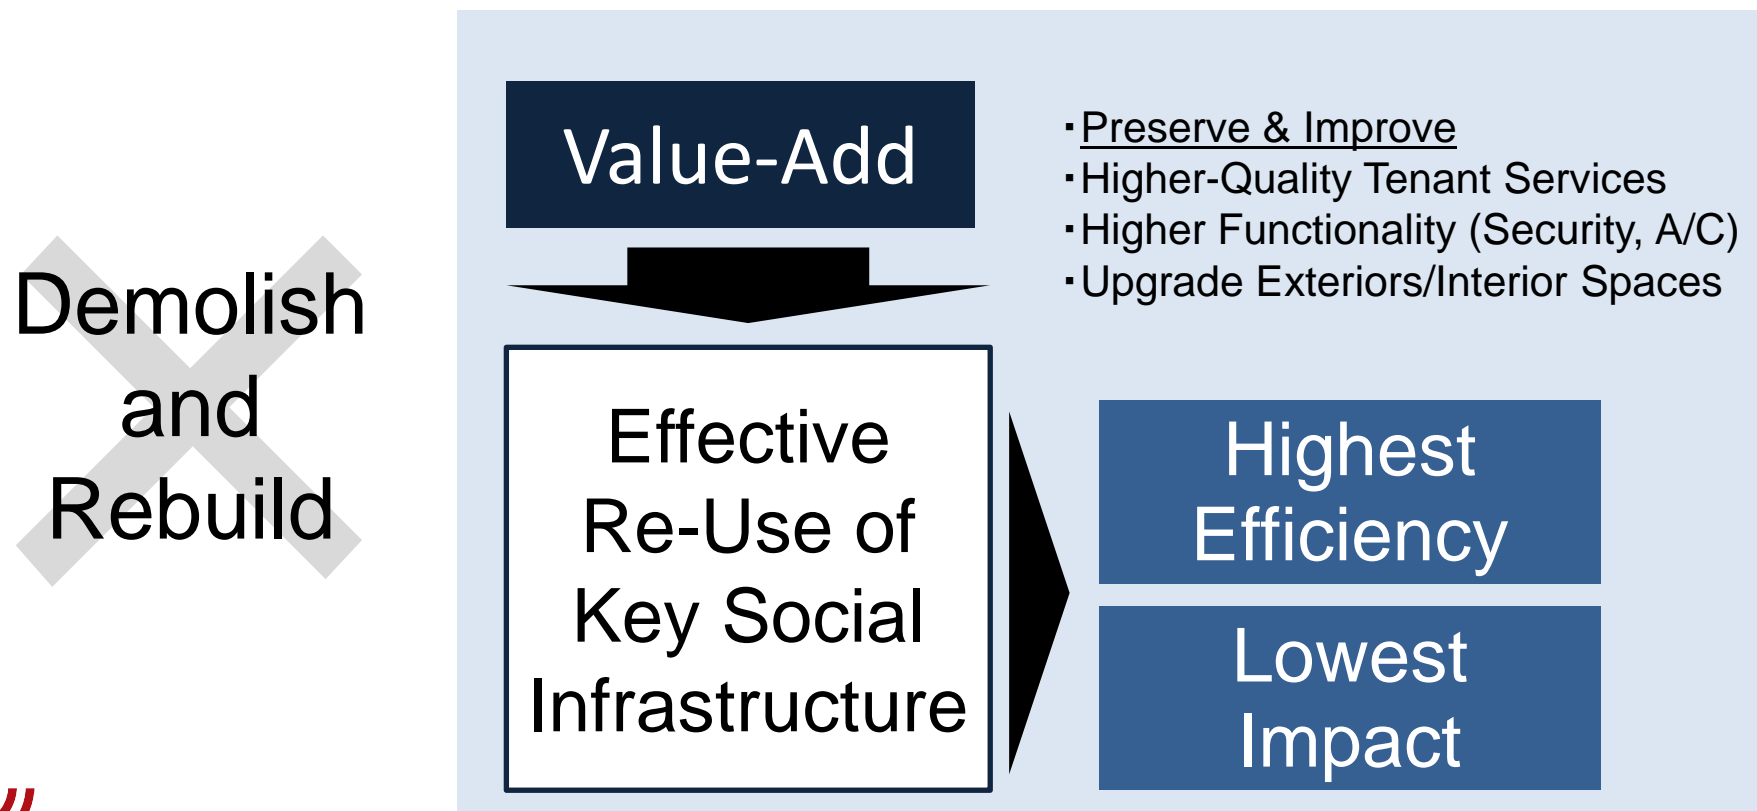 Demolish
and
Rebuild
Value-Add
・Preserve & Improve
・Higher-Quality Tenant Services
・Higher Functionality (Security, A/C)
・Upgrade Exteriors/Interior Spaces
Effective
Re-Use of
Key Social
Infrastructure
Highest
Efficiency
Lowest
Impact
”